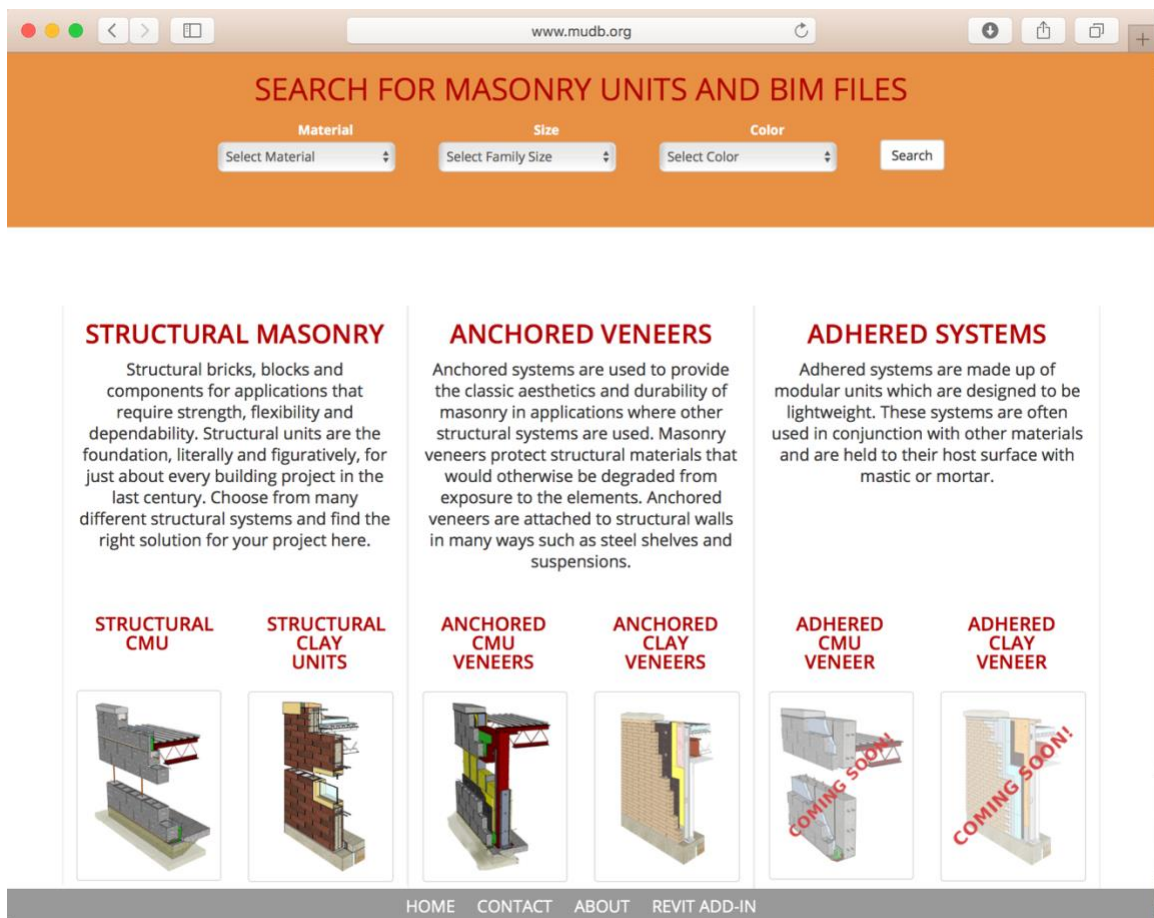 www.mudb.org
SEARCH FOR MASONRY UNITS AND BIM FILES
Material
Size
Color
Select Material
Select Family Size
Select Color
Search
STRUCTURAL MASONRY
Structural bricks, blocks and
components for applications that
require strength, flexibility and
dependability. Structural units are the
foundation, literally and figuratively, for
just about every building project in the
last century. Choose from many
different structural systems and find the
right solution for your project here.
ANCHORED VENEERS
Anchored systems are used to provide
the classic aesthetics and durability of
masonry in applications where other
structural systems are used. Masonry
veneers protect structural materials that
would otherwise be degraded from
exposure to the elements. Anchored
veneers are attached to structural walls
in many ways such as steel shelves and
suspensions.
ADHERED SYSTEMS
Adhered systems are made up of
modular units which are designed to be
lightweight. These systems are often
used in conjunction with other materials
and are held to their host surface with
mastic or mortar.
STRUCTURAL
CMU
STRUCTURAL
CLAY
UNITS
ANCHORED
CMU
VENEERS
ANCHORED
CLAY
VENEERS
ADHERED
CMU
VENEER
ADHERED
CLAY
VENEER
COMING SOON!
COMING SOON!
HOME CONTACT ABOUT REVIT ADD-IN